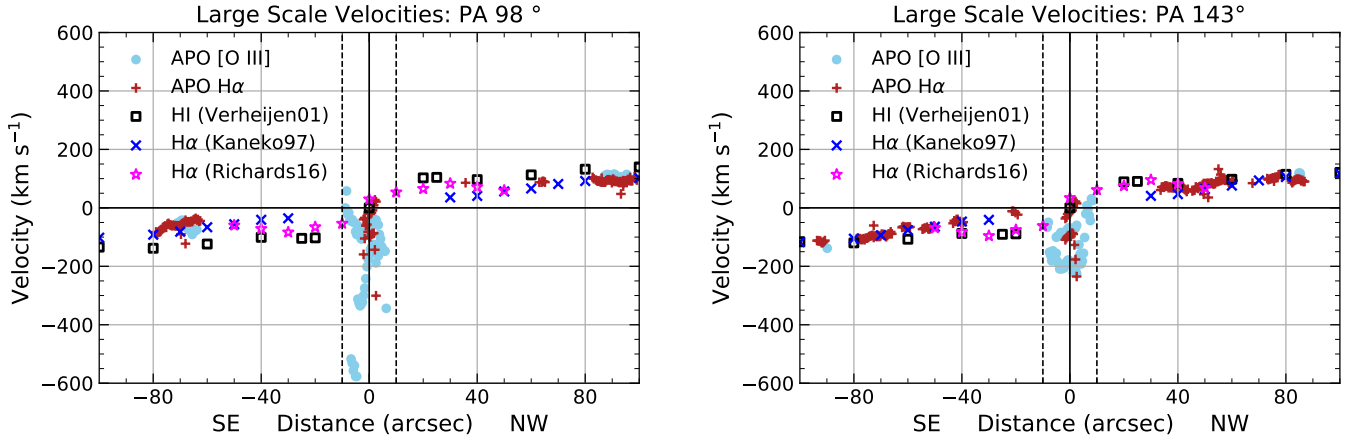 Large Scale Velocities: PA 98 °
600
400
200
0
−200
−400
−600
Velocity (km s⁻¹)
APO [O III]
APO Hα
HI (Verheijen01)
Hα (Kaneko97)
Hα (Richards16)
−80
−40
0
40
80
SE Distance (arcsec) NW
Large Scale Velocities: PA 143°
600
400
200
0
−200
−400
−600
Velocity (km s⁻¹)
APO [O III]
APO Hα
HI (Verheijen01)
Hα (Kaneko97)
Hα (Richards16)
−80
−40
0
40
80
SE Distance (arcsec) NW